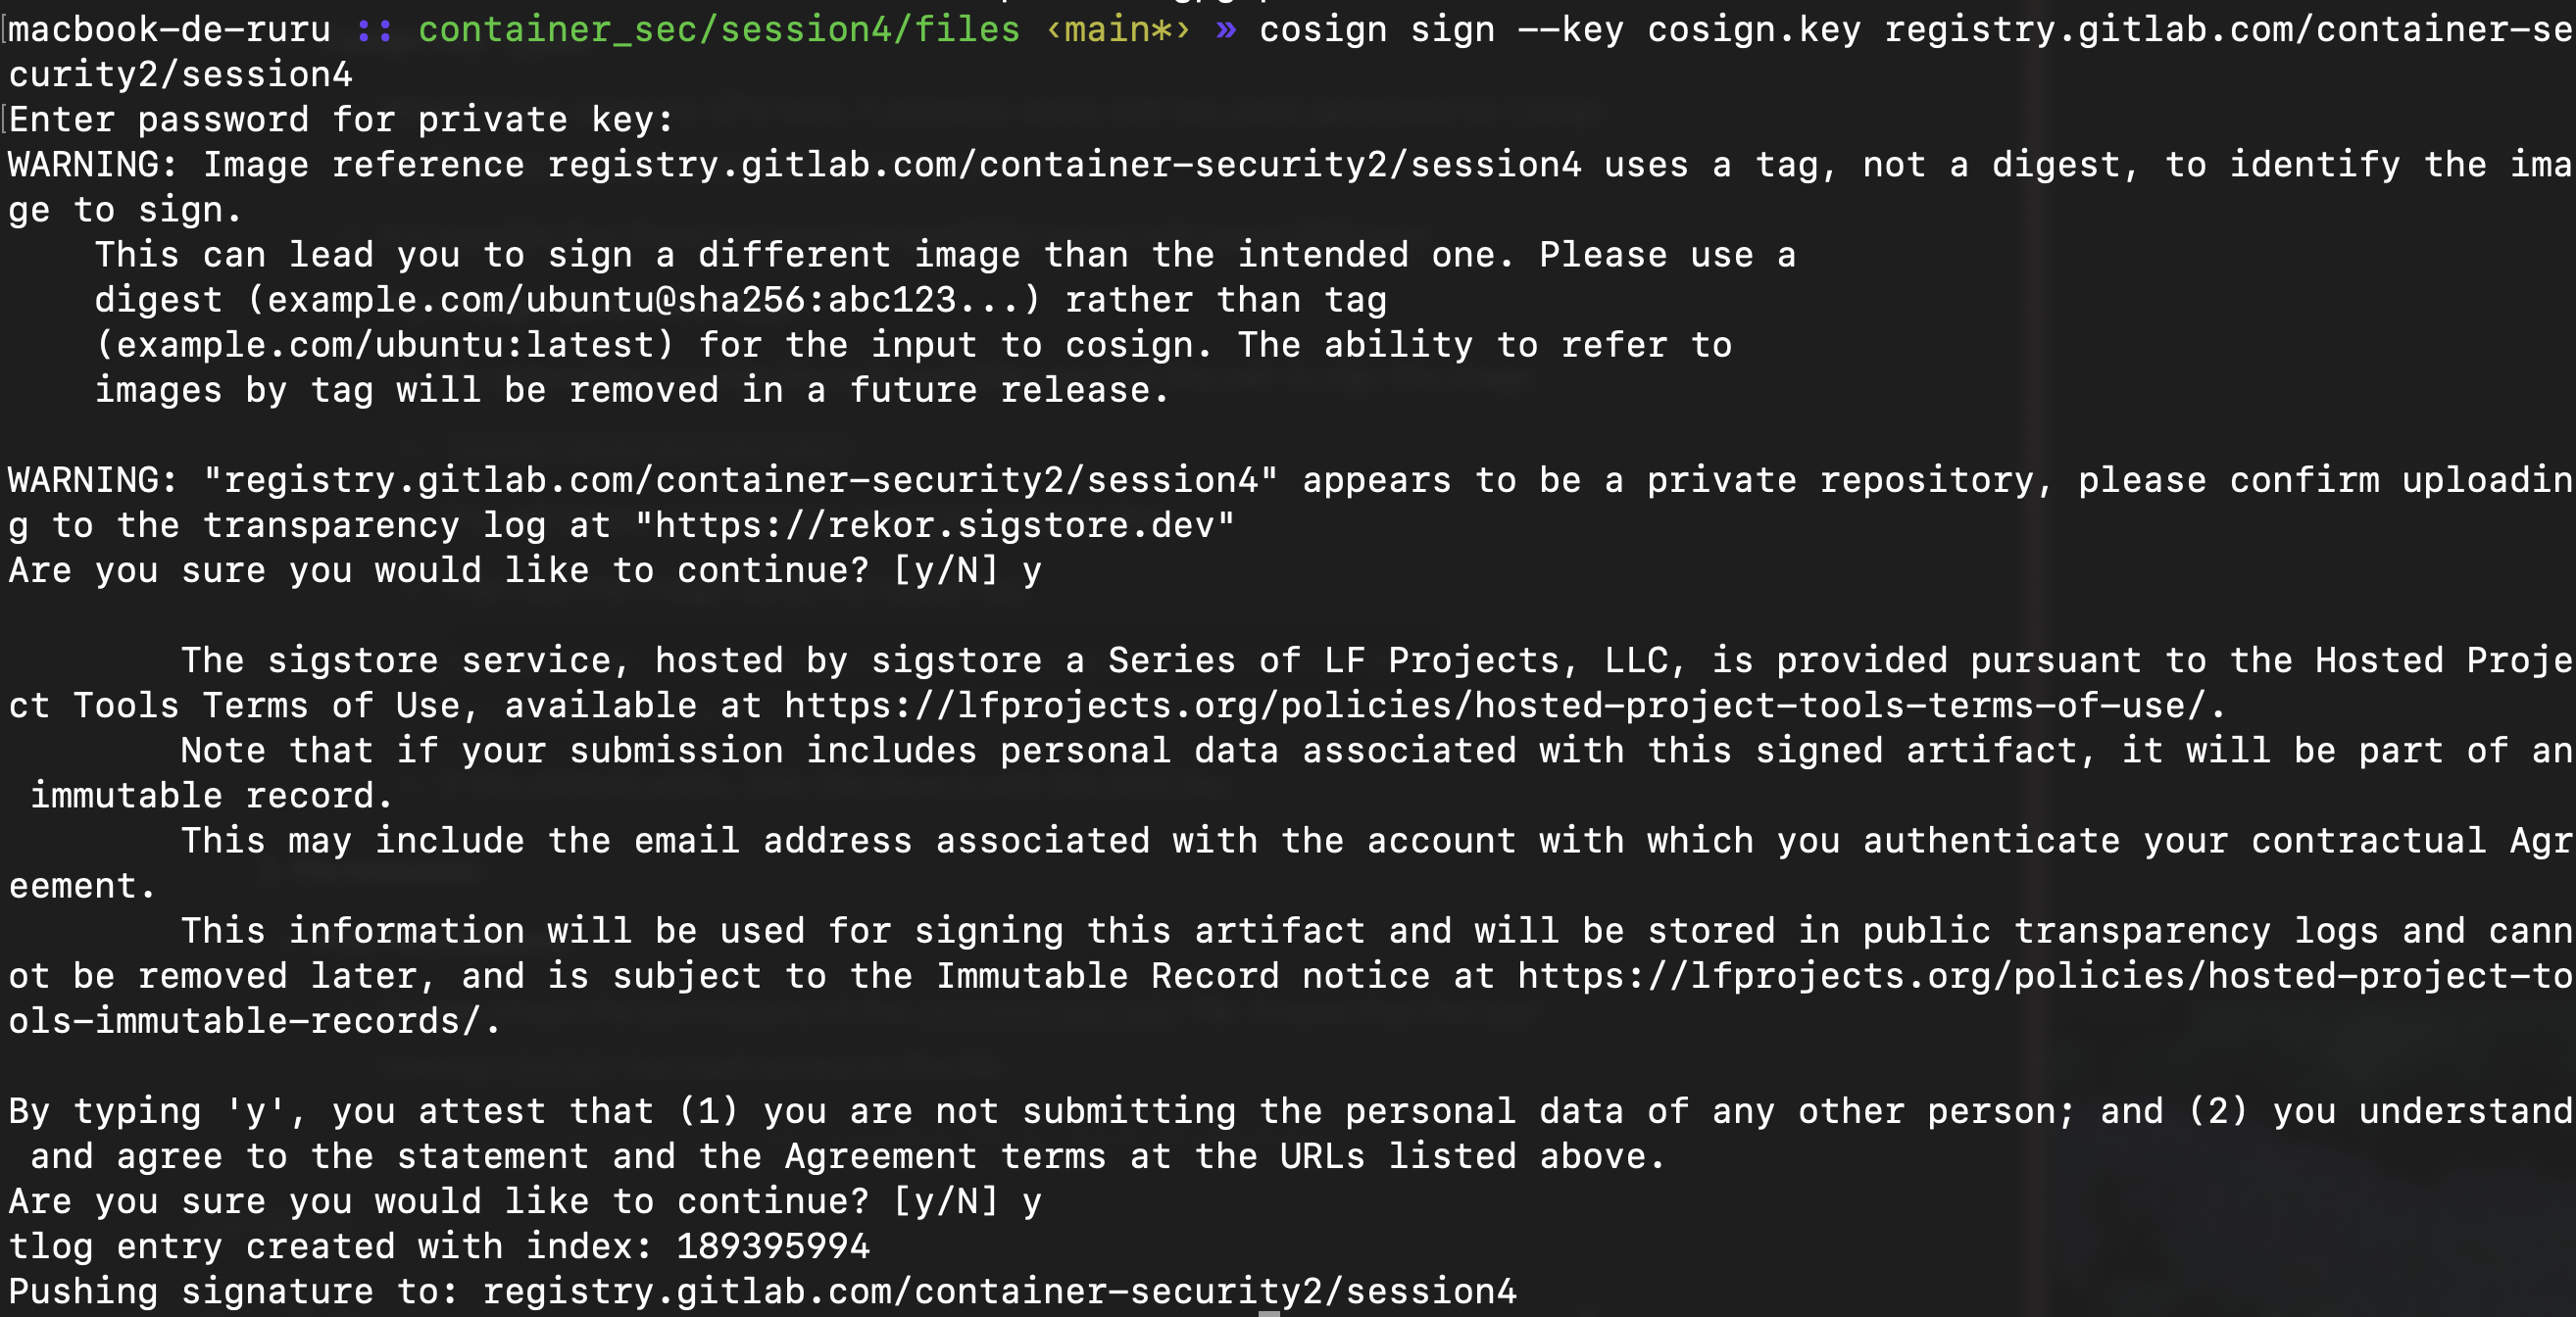 macbook-de-ruru :: container_sec/session4/files ‹main*› » cosign sign --key cosign.key registry.gitlab.com/container-se
curity2/session4
Enter password for private key:
WARNING: Image reference registry.gitlab.com/container-security2/session4 uses a tag, not a digest, to identify the ima
ge to sign.
    This can lead you to sign a different image than the intended one. Please use a
    digest (example.com/ubuntu@sha256:abc123...) rather than tag
    (example.com/ubuntu:latest) for the input to cosign. The ability to refer to
    images by tag will be removed in a future release.

WARNING: "registry.gitlab.com/container-security2/session4" appears to be a private repository, please confirm uploadin
g to the transparency log at "https://rekor.sigstore.dev"
Are you sure you would like to continue? [y/N] y

        The sigstore service, hosted by sigstore a Series of LF Projects, LLC, is provided pursuant to the Hosted Proje
ct Tools Terms of Use, available at https://lfprojects.org/policies/hosted-project-tools-terms-of-use/.
        Note that if your submission includes personal data associated with this signed artifact, it will be part of an
 immutable record.
        This may include the email address associated with the account with which you authenticate your contractual Agr
eement.
        This information will be used for signing this artifact and will be stored in public transparency logs and cann
ot be removed later, and is subject to the Immutable Record notice at https://lfprojects.org/policies/hosted-project-to
ols-immutable-records/.

By typing 'y', you attest that (1) you are not submitting the personal data of any other person; and (2) you understand
 and agree to the statement and the Agreement terms at the URLs listed above.
Are you sure you would like to continue? [y/N] y
tlog entry created with index: 189395994
Pushing signature to: registry.gitlab.com/container-security2/session4